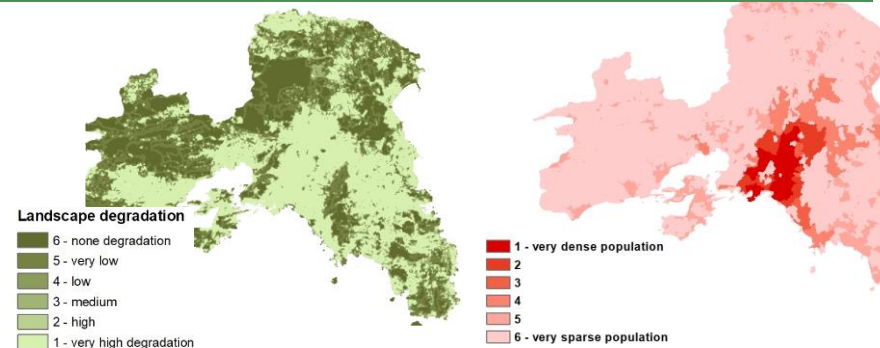 Landscape degradation
6 - none degradation
5 - very low
4 - low
3 - medium
2 - high
1 - very high degradation
1 - very dense population
2
3
4
5
6 - very sparse population